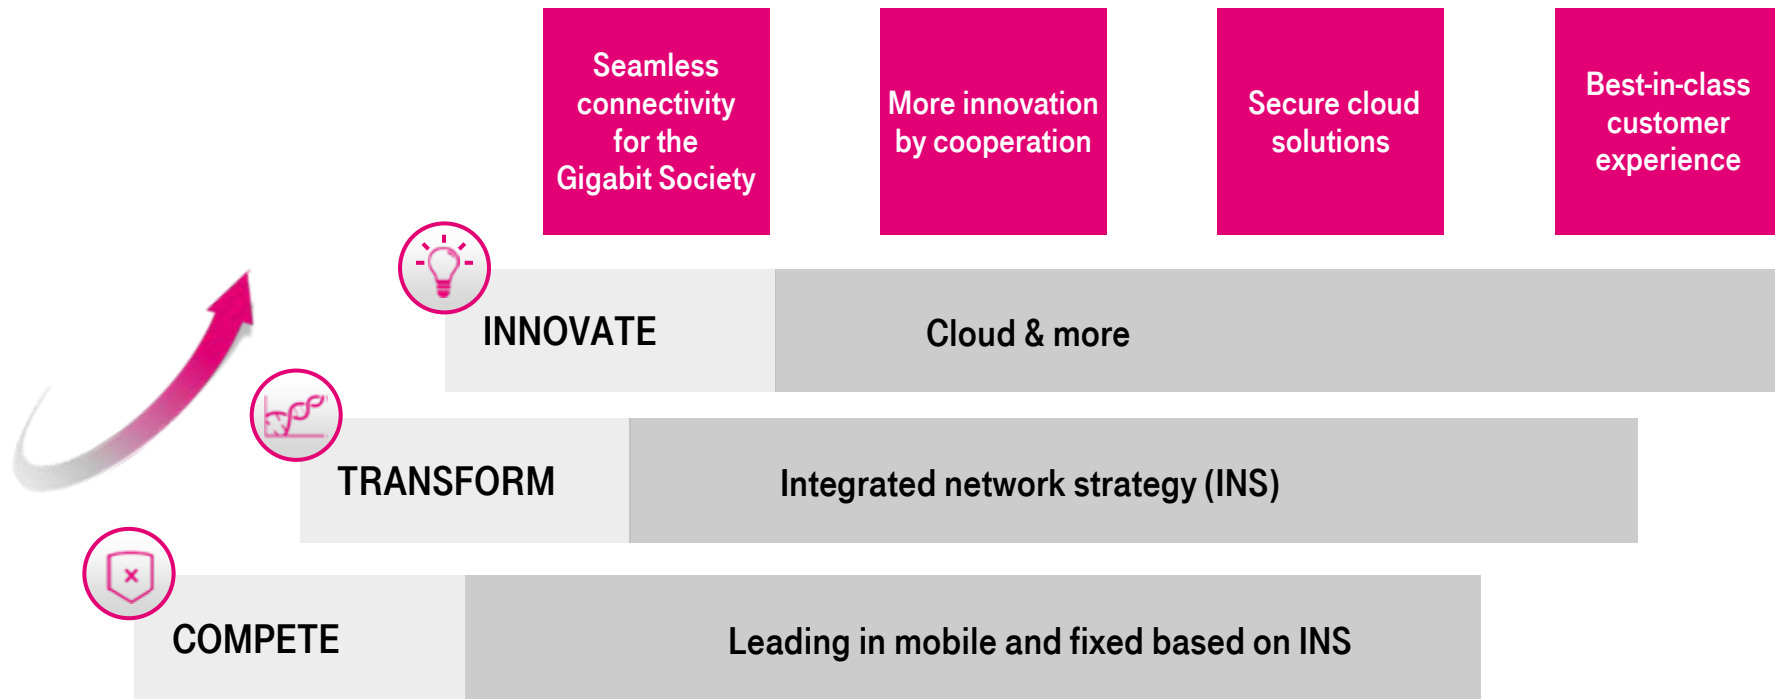 Seamless
connectivity
for the
Gigabit Society
More innovation
by cooperation
Secure cloud
solutions
Best-in-class
customer
experience
INNOVATE
Cloud & more
TRANSFORM
Integrated network strategy (INS)
COMPETE
Leading in mobile and fixed based on INS